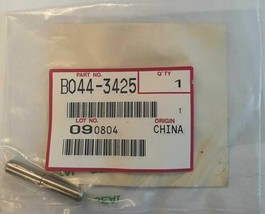 PART NO. Q'TY
B044-3425 1
1
LOT NO. ORIGIN
090804 CHINA